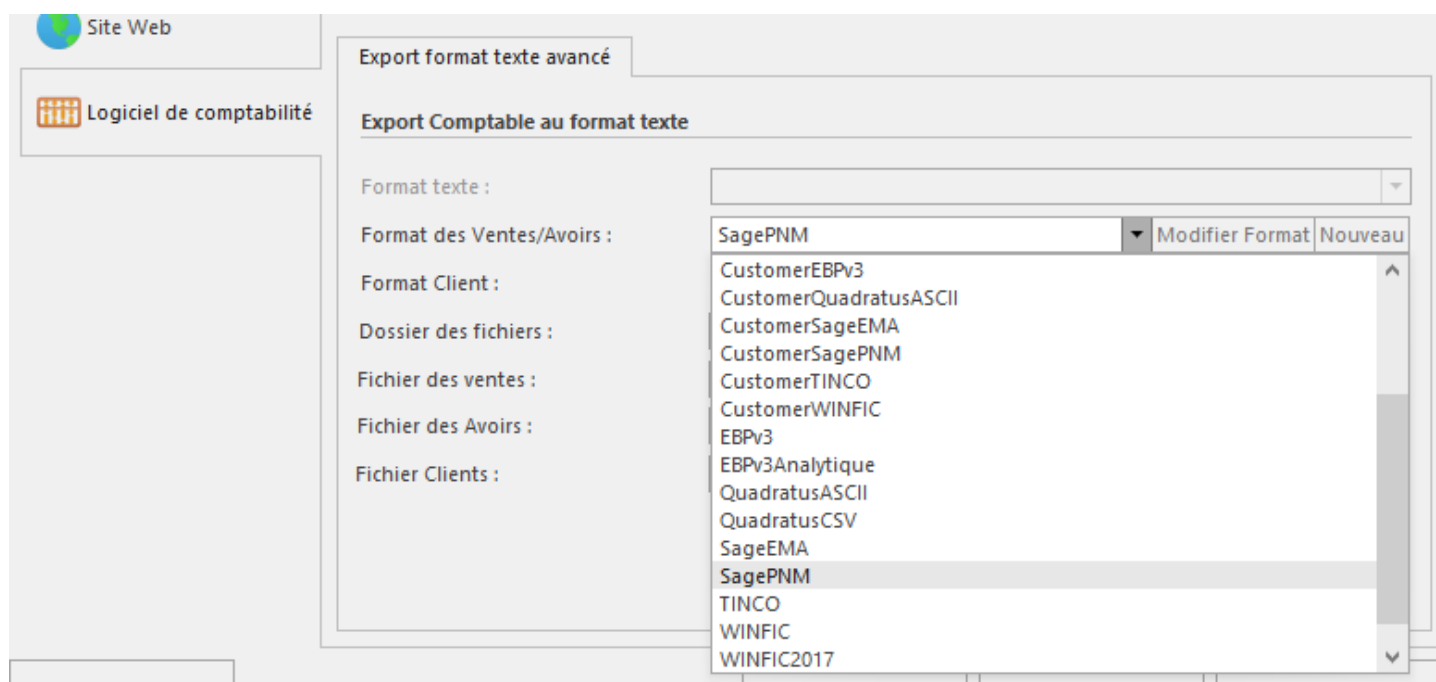 Site Web
Logiciel de comptabilité
Export format texte avancé
Export Comptable au format texte
Format texte :
Format des Ventes/Avoirs :
SagePNM
Modifier Format
Nouveau
Format Client :
Dossier des fichiers :
Fichier des ventes :
Fichier des Avoirs :
Fichier Clients :
CustomerEBPv3
CustomerQuadratusASCII
CustomerSageEMA
CustomerSagePNM
CustomerTINCO
CustomerWINFIC
EBPv3
EBPv3Analytique
QuadratusASCII
QuadratusCSV
SageEMA
SagePNM
TINCO
WINFIC
WINFIC2017